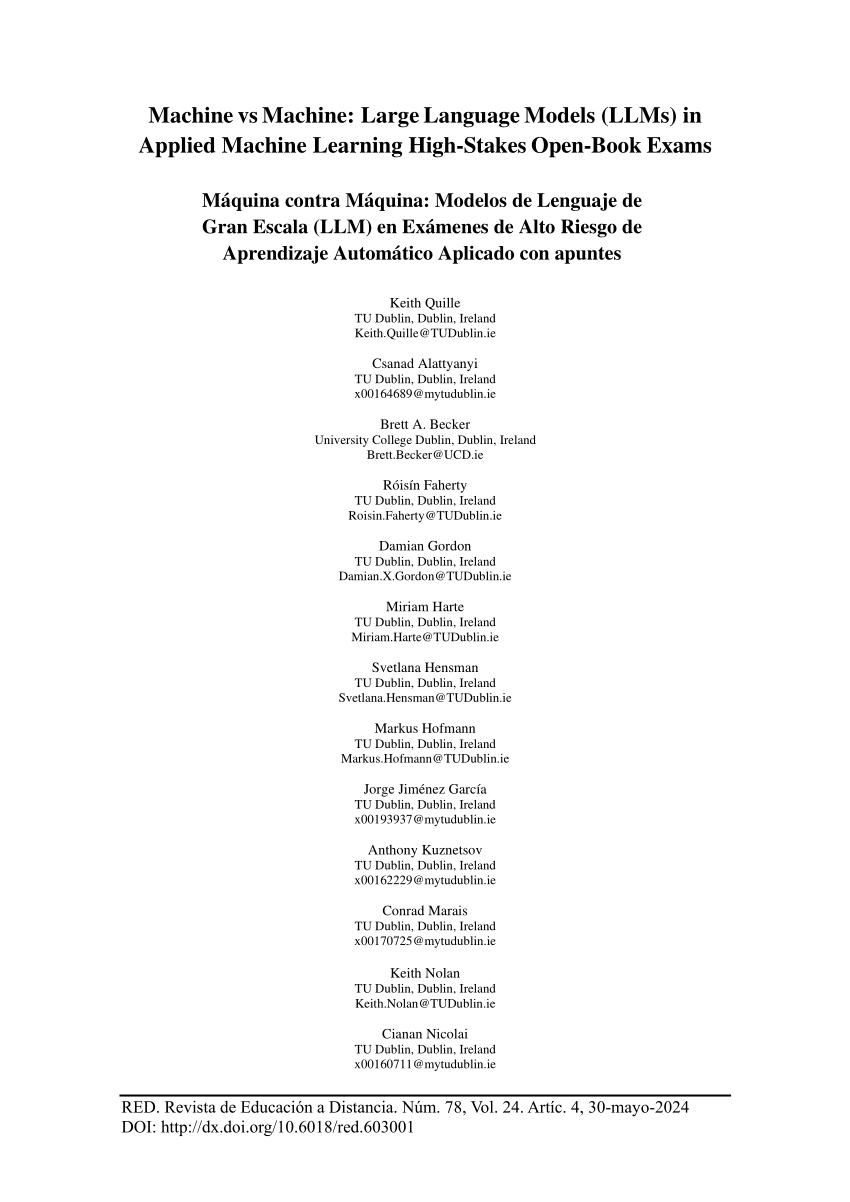 Machine vs Machine: Large Language Models (LLMs) in
Applied Machine Learning High-Stakes Open-Book Exams
Máquina contra Máquina: Modelos de Lenguaje de
Gran Escala (LLM) en Exámenes de Alto Riesgo de
Aprendizaje Automático Aplicado con apuntes
Keith Quille
TU Dublin, Dublin, Ireland
Keith.Quille@TUDublin.ie
Csanad Alattyanyi
TU Dublin, Dublin, Ireland
x00164689@mytudublin.ie
Brett A. Becker
University College Dublin, Dublin, Ireland
Brett.Becker@UCD.ie
Róisín Faherty
TU Dublin, Dublin, Ireland
Roisin.Faherty@TUDublin.ie
Damian Gordon
TU Dublin, Dublin, Ireland
Damian.X.Gordon@TUDublin.ie
Miriam Harte
TU Dublin, Dublin, Ireland
Miriam.Harte@TUDublin.ie
Svetlana Hensman
TU Dublin, Dublin, Ireland
Svetlana.Hensman@TUDublin.ie
Markus Hofmann
TU Dublin, Dublin, Ireland
Markus.Hofmann@TUDublin.ie
Jorge Jiménez García
TU Dublin, Dublin, Ireland
x00193937@mytudublin.ie
Anthony Kuznetsov
TU Dublin, Dublin, Ireland
x00162229@mytudublin.ie
Conrad Marais
TU Dublin, Dublin, Ireland
x00170725@mytudublin.ie
Keith Nolan
TU Dublin, Dublin, Ireland
Keith.Nolan@TUDublin.ie
Cianan Nicolai
TU Dublin, Dublin, Ireland
x00160711@mytudublin.ie
RED. Revista de Educación a Distancia. Núm. 78, Vol. 24. Artíc. 4, 30-mayo-2024
DOI: http://dx.doi.org/10.6018/red.603001